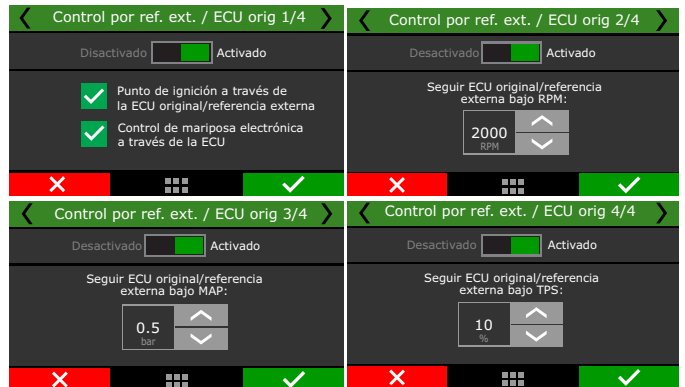 Control por ref. ext. / ECU orig 1/4
Disactivado Activado
Punto de ignición a través de
la ECU original/referencia externa
Control de mariposa electrónica
a través de la ECU
Control por ref. ext. / ECU orig 2/4
Desactivado Activado
Seguir ECU original/referencia
externa bajo RPM:
2000
RPM
Control por ref. ext. / ECU orig 3/4
Desactivado Activado
Seguir ECU original/referencia
externa bajo MAP:
0.5
bar
Control por ref. ext. / ECU orig 4/4
Desactivado Activado
Seguir ECU original/referencia
externa bajo TPS:
10
%